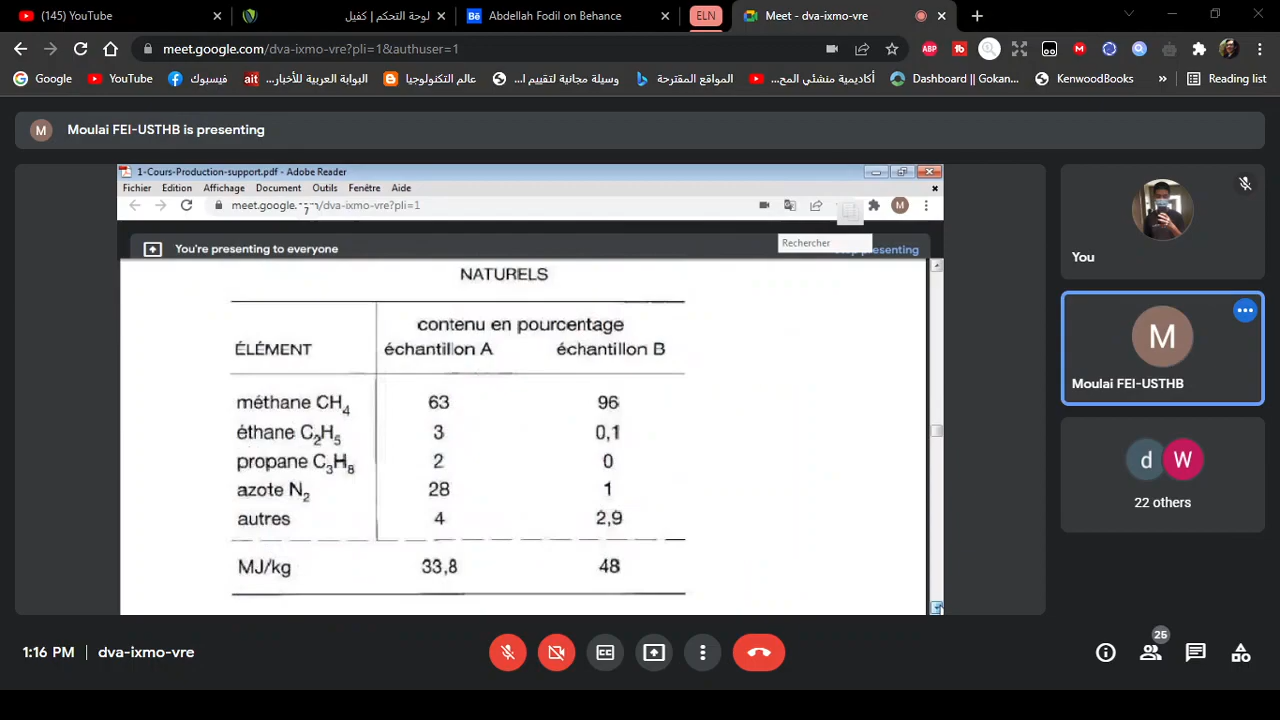 (145) YouTube
لوحة التحكم | كفيل
Abdellah Fodil on Behance
ELN
Meet - dva-ixmo-vre
meet.google.com/dva-ixmo-vre?pli=1&authuser=1
Google
YouTube
فيسبوك
البوابة العربية للأخبار...
عالم التكنولوجيا
وسيلة مجانية لتقييم ا...
المواقع المقترحة
أكاديمية منشئي المح...
Dashboard || Gokan...
KenwoodBooks
»
Reading list
M
Moulai FEI-USTHB is presenting
1-Cours-Production-support.pdf - Adobe Reader
Fichier Edition Affichage Document Outils Fenêtre Aide
meet.google.com/dva-ixmo-vre?pli=1
M
You're presenting to everyone
Rechercher
presenting
NATURELS
contenu en pourcentage
ÉLÉMENT échantillon A échantillon B
méthane CH4 63 96
éthane C2H5 3 0,1
propane C3H8 2 0
azote N2 28 1
autres 4 2,9
MJ/kg 33,8 48
You
M
Moulai FEI-USTHB
d W
22 others
1:16 PM | dva-ixmo-vre
CC
25